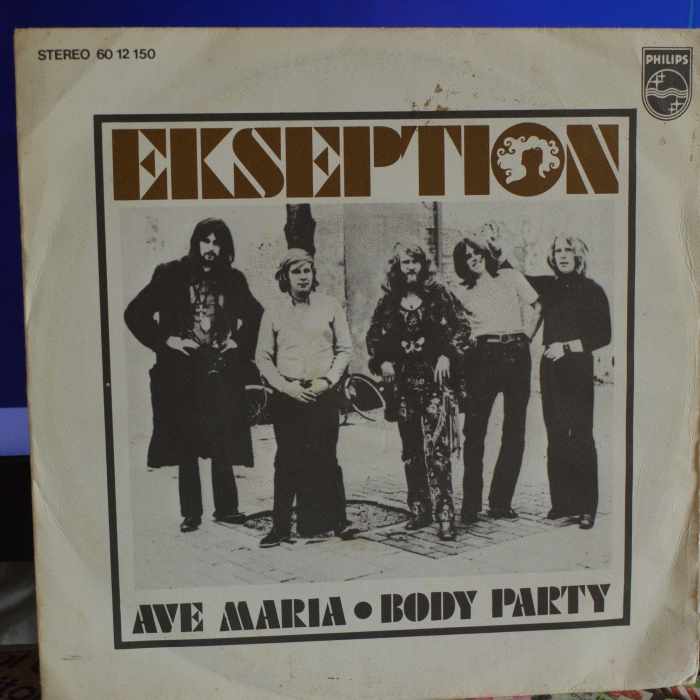 STEREO 60 12 150
PHILIPS
EKSEPTION
AVE MARIA • BODY PARTY